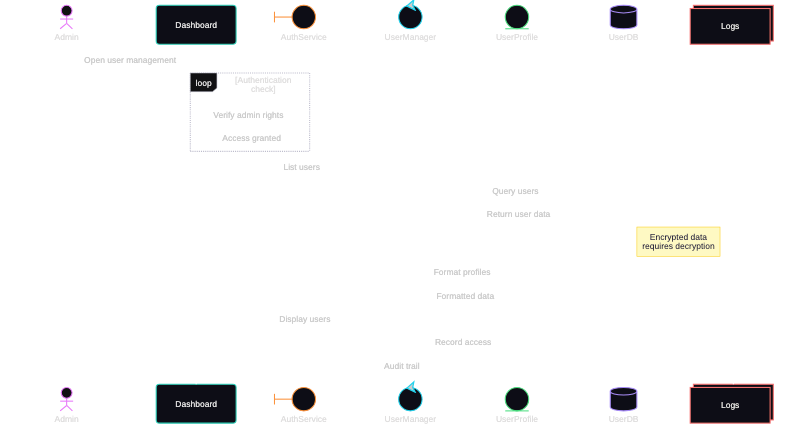 Admin
Dashboard
AuthService
UserManager
UserProfile
UserDB
Logs
Open user management
loop
[Authentication
check]
Verify admin rights
Access granted
List users
Query users
Return user data
Encrypted data
requires decryption
Format profiles
Formatted data
Display users
Record access
Audit trail
Admin
Dashboard
AuthService
UserManager
UserProfile
UserDB
Logs